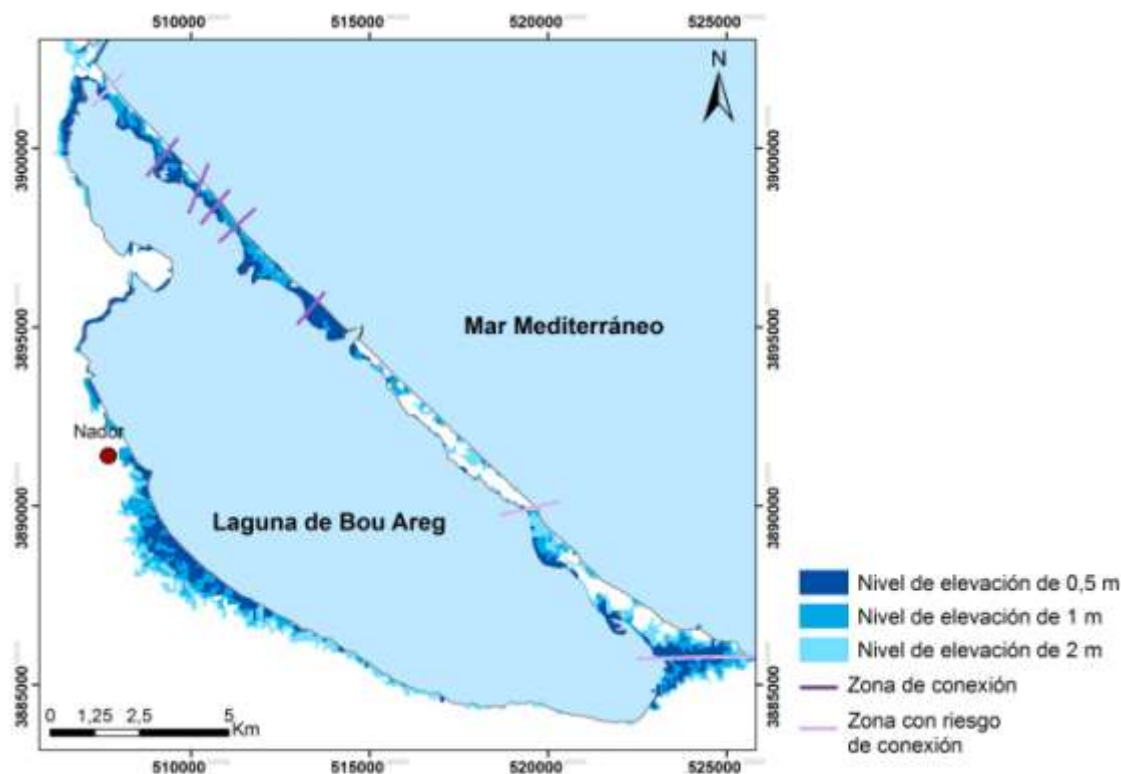 510000 515000 520000 525000
N
3900000 3900000
3895000 3895000
Mar Mediterráneo
Nador
3890000 3890000
Laguna de Bou Areg
3885000 3885000
0 1,25 2,5 5
Km
510000 515000 520000 525000
Nivel de elevación de 0,5 m
Nivel de elevación de 1 m
Nivel de elevación de 2 m
Zona de conexión
Zona con riesgo
de conexión